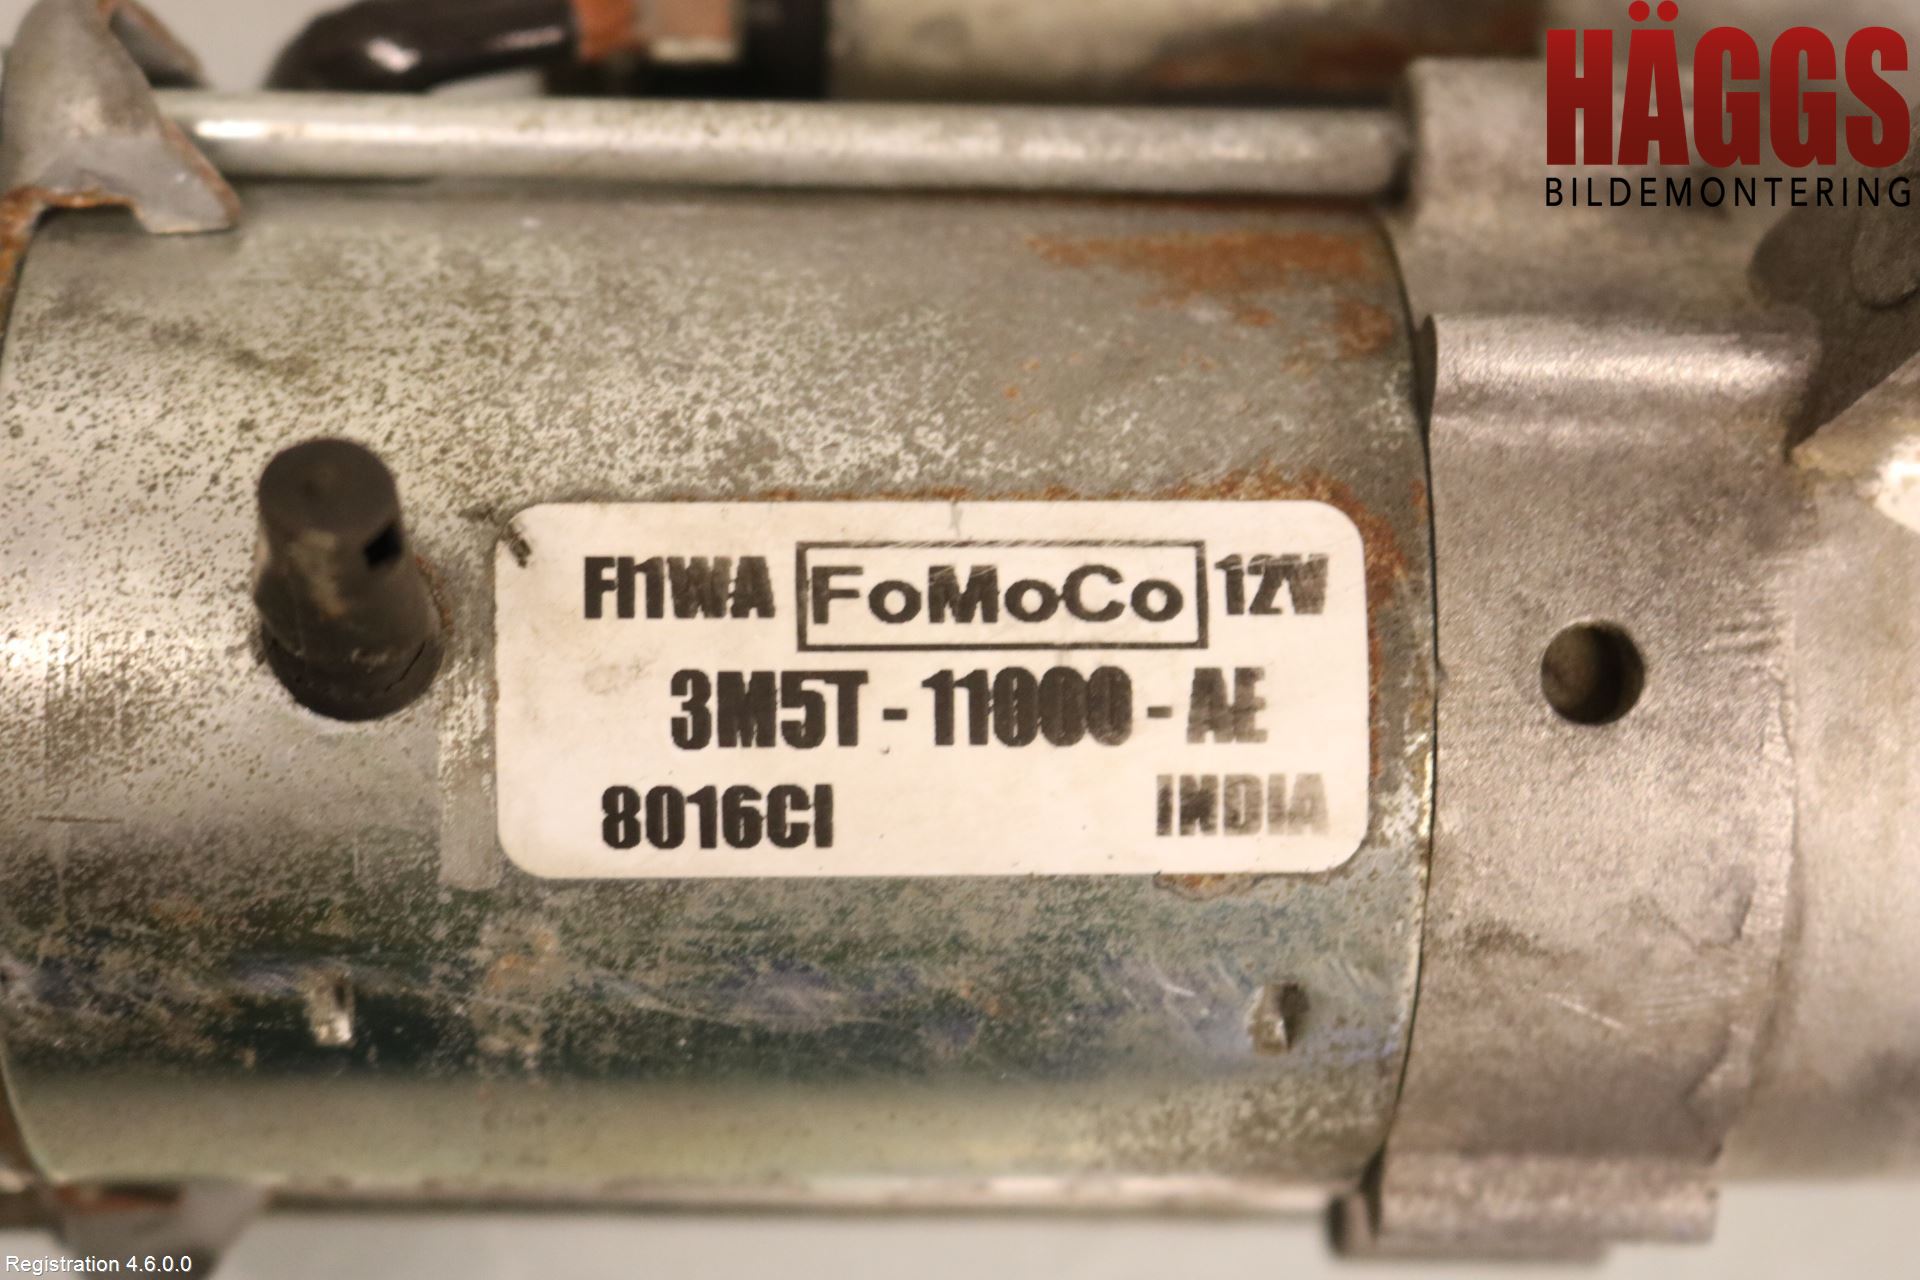 HÄGGS
BILDEMONTERING
FI1WA FoMoCo 12V
3M5T - 11000 - AE
8016CI INDIA
Registration 4.6.0.0